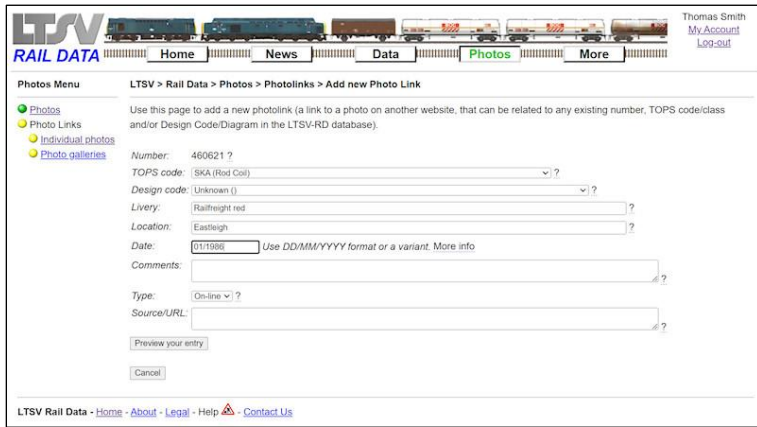 LTSV
RAIL DATA
Home
News
Data
Photos
More
Thomas Smith
My Account
Log-out
Photos Menu
Photos
Photo Links
Individual photos
Photo galleries
LTSV > Rail Data > Photos > Photolinks > Add new Photo Link
Use this page to add a new photolink (a link to a photo on another website, that can be related to any existing number, TOPS code/class
and/or Design Code/Diagram in the LTSV-RD database).
Number: 460621 ?
TOPS code: SKA (Rod Coil) ?
Design code: Unknown () ?
Livery: Railfreight red ?
Location: Eastleigh ?
Date: 01/1986 Use DD/MM/YYYY format or a variant. More info
Comments: ?
Type: On-line ?
Source/URL: ?
Preview your entry
Cancel
LTSV Rail Data - Home - About - Legal - Help - Contact Us